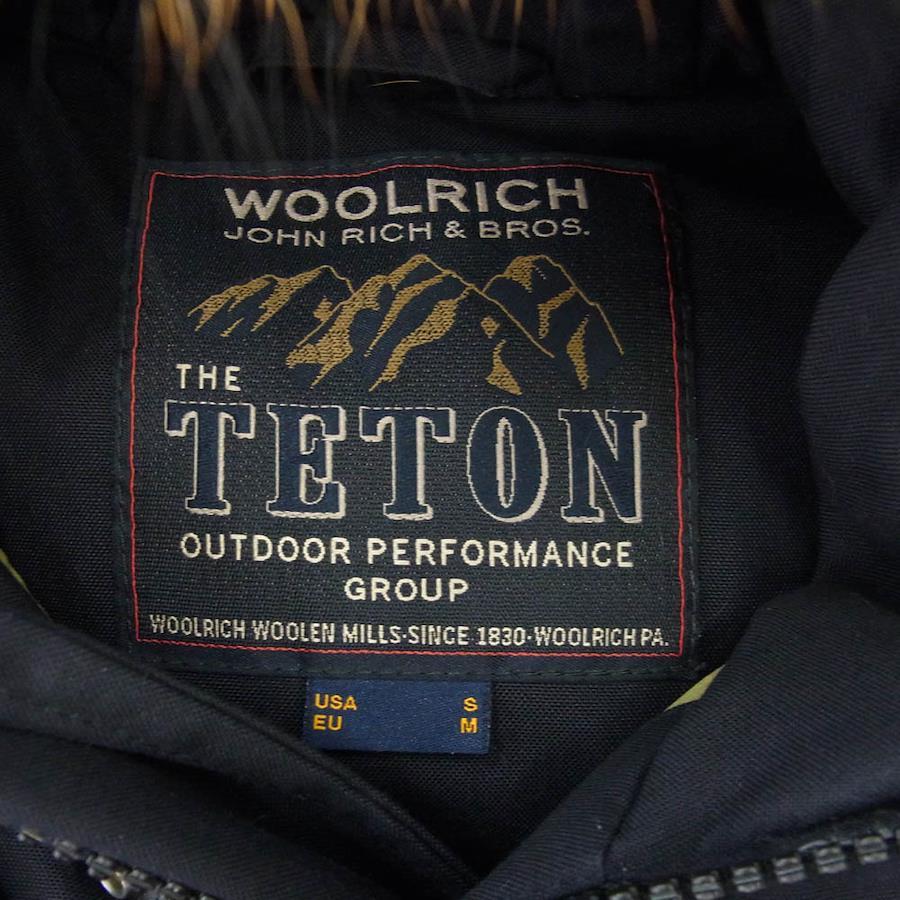 WOOLRICH
JOHN RICH & BROS.
THE
TETON
OUTDOOR PERFORMANCE
GROUP
WOOLRICH WOOLEN MILLS·SINCE 1830·WOOLRICH PA.
USA S
EU M